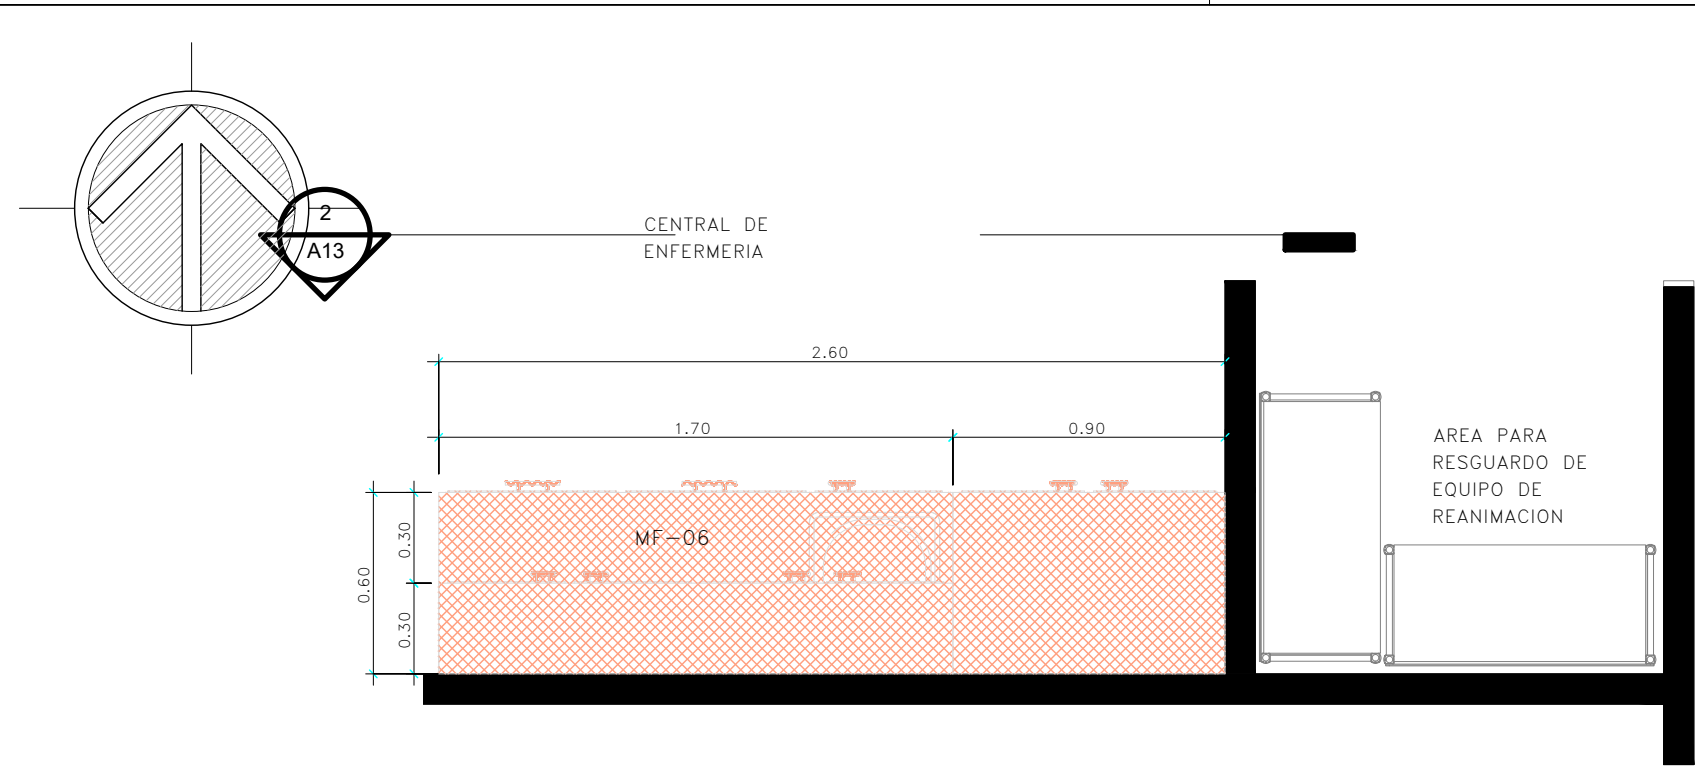 2
A13
CENTRAL DE
ENFERMERIA
2.60
1.70
0.90
AREA PARA
RESGUARDO DE
EQUIPO DE
REANIMACION
MF-06
0.30
0.60
0.30